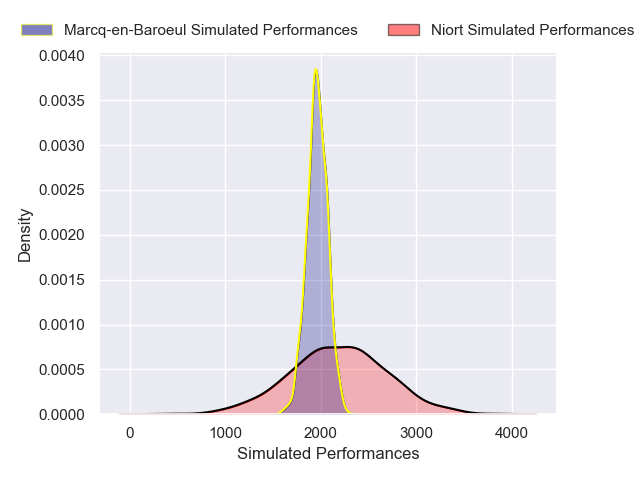 Marcq-en-Baroeul Simulated Performances Niort Simulated Performances
0.0040
0.0035
0.0030
0.0025
0.0020
0.0015
0.0010
0.0005
0.0000
Density
0 1000 2000 3000 4000
Simulated Performances